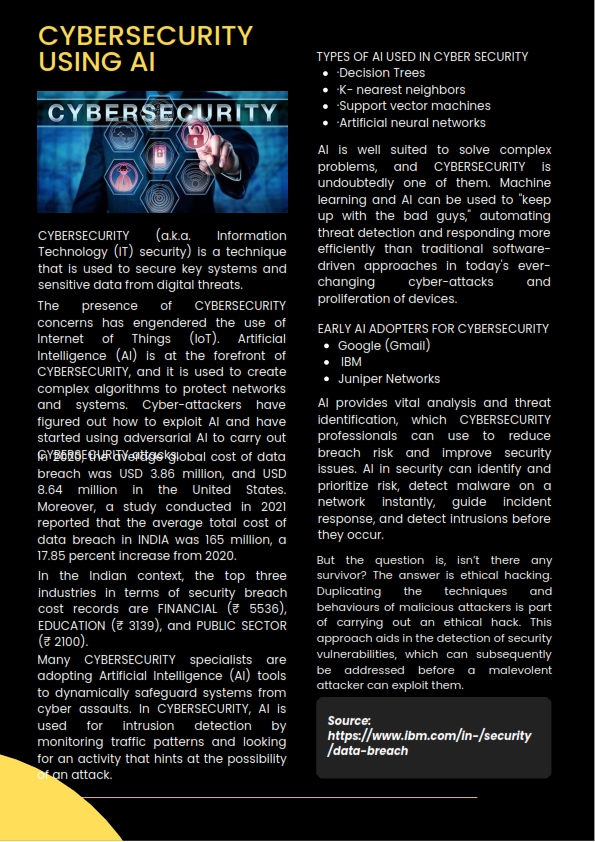 CYBERSECURITY
USING AI
CYBERSECURITY
CYBERSECURITY (a.k.a. Information
Technology (IT) security) is a technique
that is used to secure key systems and
sensitive data from digital threats.
The presence of CYBERSECURITY
concerns has engendered the use of
Internet of Things (IoT). Artificial
Intelligence (AI) is at the forefront of
CYBERSECURITY, and it is used to create
complex algorithms to protect networks
and systems. Cyber-attackers have
figured out how to exploit AI and have
started using adversarial AI to carry out
CYBERSECURITY attacks.
In 2020, the average global cost of data
breach was USD 3.86 million, and USD
8.64 million in the United States.
Moreover, a study conducted in 2021
reported that the average total cost of
data breach in INDIA was 165 million, a
17.85 percent increase from 2020.
In the Indian context, the top three
industries in terms of security breach
cost records are FINANCIAL (₹ 5536),
EDUCATION (₹ 3139), and PUBLIC SECTOR
(₹ 2100).
Many CYBERSECURITY specialists are
adopting Artificial Intelligence (AI) tools
to dynamically safeguard systems from
cyber assaults. In CYBERSECURITY, AI is
used for intrusion detection by
monitoring traffic patterns and looking
for an activity that hints at the possibility
of an attack.
TYPES OF AI USED IN CYBER SECURITY
• ·Decision Trees
• ·K- nearest neighbors
• ·Support vector machines
• ·Artificial neural networks
AI is well suited to solve complex
problems, and CYBERSECURITY is
undoubtedly one of them. Machine
learning and AI can be used to "keep
up with the bad guys," automating
threat detection and responding more
efficiently than traditional software-
driven approaches in today's ever-
changing cyber-attacks and
proliferation of devices.
EARLY AI ADOPTERS FOR CYBERSECURITY
• Google (Gmail)
• IBM
• Juniper Networks
AI provides vital analysis and threat
identification, which CYBERSECURITY
professionals can use to reduce
breach risk and improve security
issues. AI in security can identify and
prioritize risk, detect malware on a
network instantly, guide incident
response, and detect intrusions before
they occur.
But the question is, isn't there any
survivor? The answer is ethical hacking.
Duplicating the techniques and
behaviours of malicious attackers is part
of carrying out an ethical hack. This
approach aids in the detection of security
vulnerabilities, which can subsequently
be addressed before a malevolent
attacker can exploit them.
Source:
https://www.ibm.com/in-/security
/data-breach